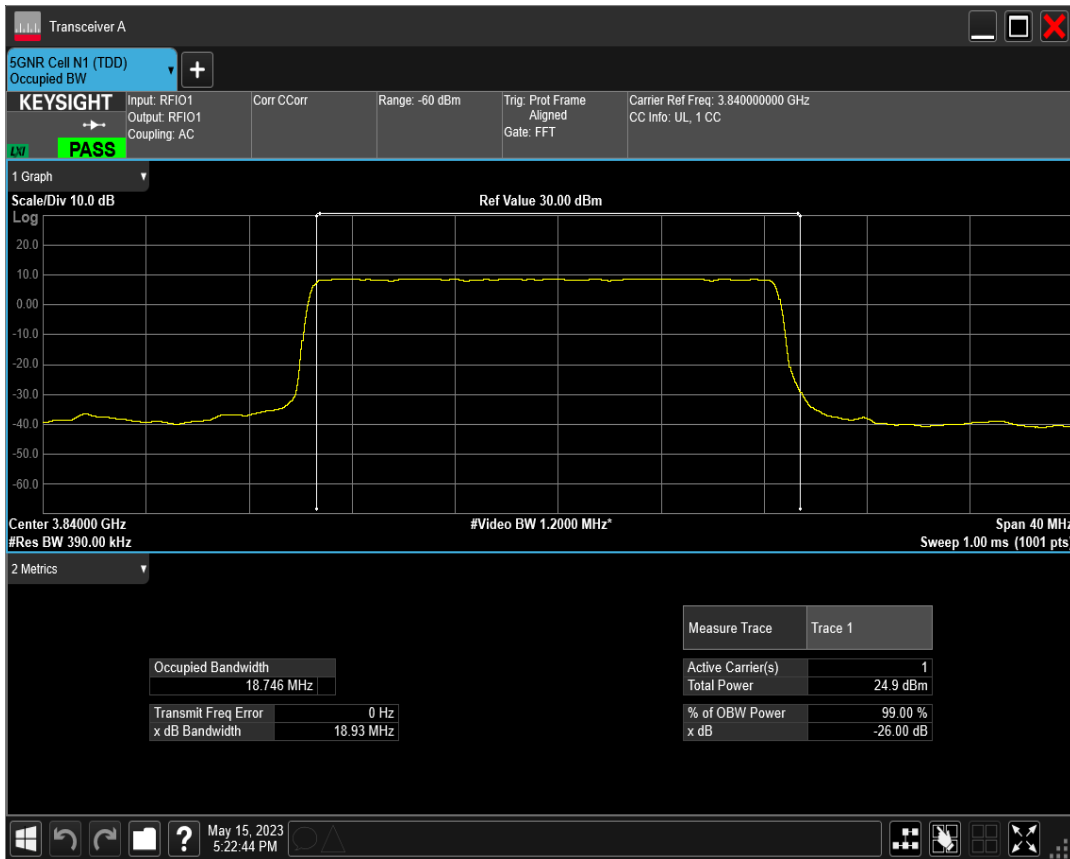 Transceiver A
5GNR Cell N1 (TDD)
Occupied BW
KEYSIGHT
LXI
PASS
Input: RFIO1
Output: RFIO1
Coupling: AC
Corr CCorr
Range: -60 dBm
Trig: Prot Frame
Aligned
Gate: FFT
Carrier Ref Freq: 3.840000000 GHz
CC Info: UL, 1 CC
1 Graph
Scale/Div 10.0 dB
Ref Value 30.00 dBm
Log
20.0
10.0
0.00
-10.0
-20.0
-30.0
-40.0
-50.0
-60.0
Center 3.84000 GHz
#Video BW 1.2000 MHz*
Span 40 MHz
#Res BW 390.00 kHz
Sweep 1.00 ms (1001 pts)
2 Metrics
Measure Trace Trace 1
Occupied Bandwidth
18.746 MHz
Active Carrier(s) 1
Total Power 24.9 dBm
Transmit Freq Error 0 Hz
x dB Bandwidth 18.93 MHz
% of OBW Power 99.00 %
x dB -26.00 dB
?
May 15, 2023
5:22:44 PM